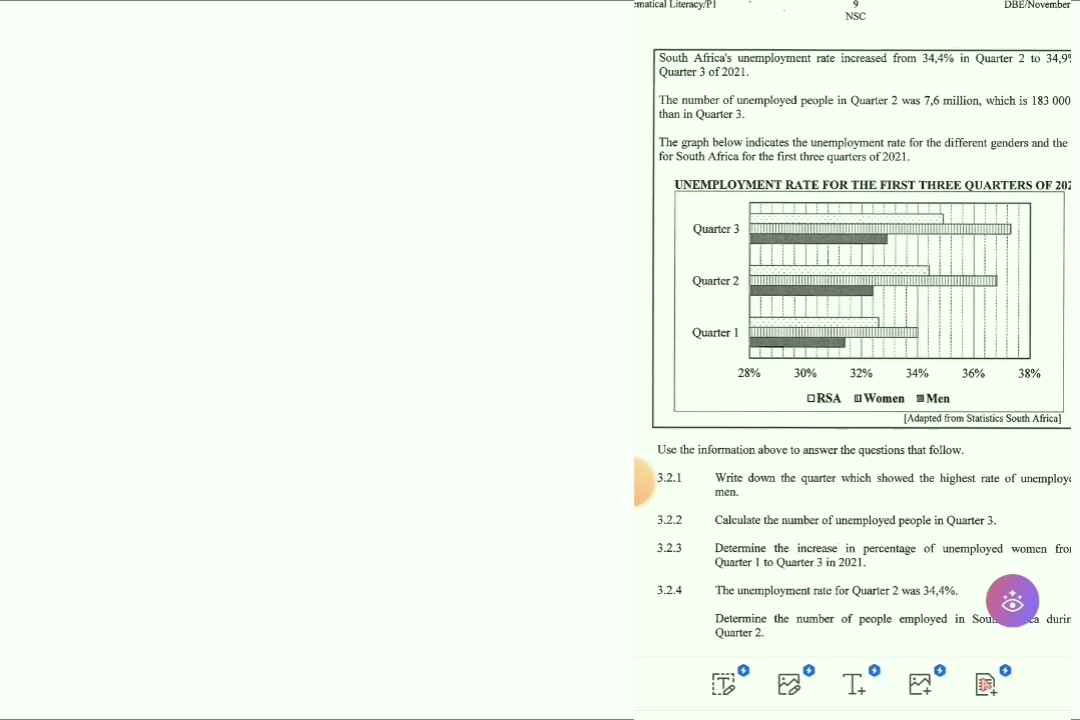 ematical Literacy/P1 9 DBE/November
NSC
South Africa's unemployment rate increased from 34,4% in Quarter 2 to 34,9%
Quarter 3 of 2021.
The number of unemployed people in Quarter 2 was 7,6 million, which is 183 000
than in Quarter 3.
The graph below indicates the unemployment rate for the different genders and the
for South Africa for the first three quarters of 2021.
UNEMPLOYMENT RATE FOR THE FIRST THREE QUARTERS OF 202
Quarter 3
Quarter 2
Quarter 1
28% 30% 32% 34% 36% 38%
RSA Women Men
[Adapted from Statistics South Africa]
Use the information above to answer the questions that follow.
3.2.1 Write down the quarter which showed the highest rate of unemploye
men.
3.2.2 Calculate the number of unemployed people in Quarter 3.
3.2.3 Determine the increase in percentage of unemployed women from
Quarter 1 to Quarter 3 in 2021.
3.2.4 The unemployment rate for Quarter 2 was 34,4%.
Determine the number of people employed in Sou a durin
Quarter 2.